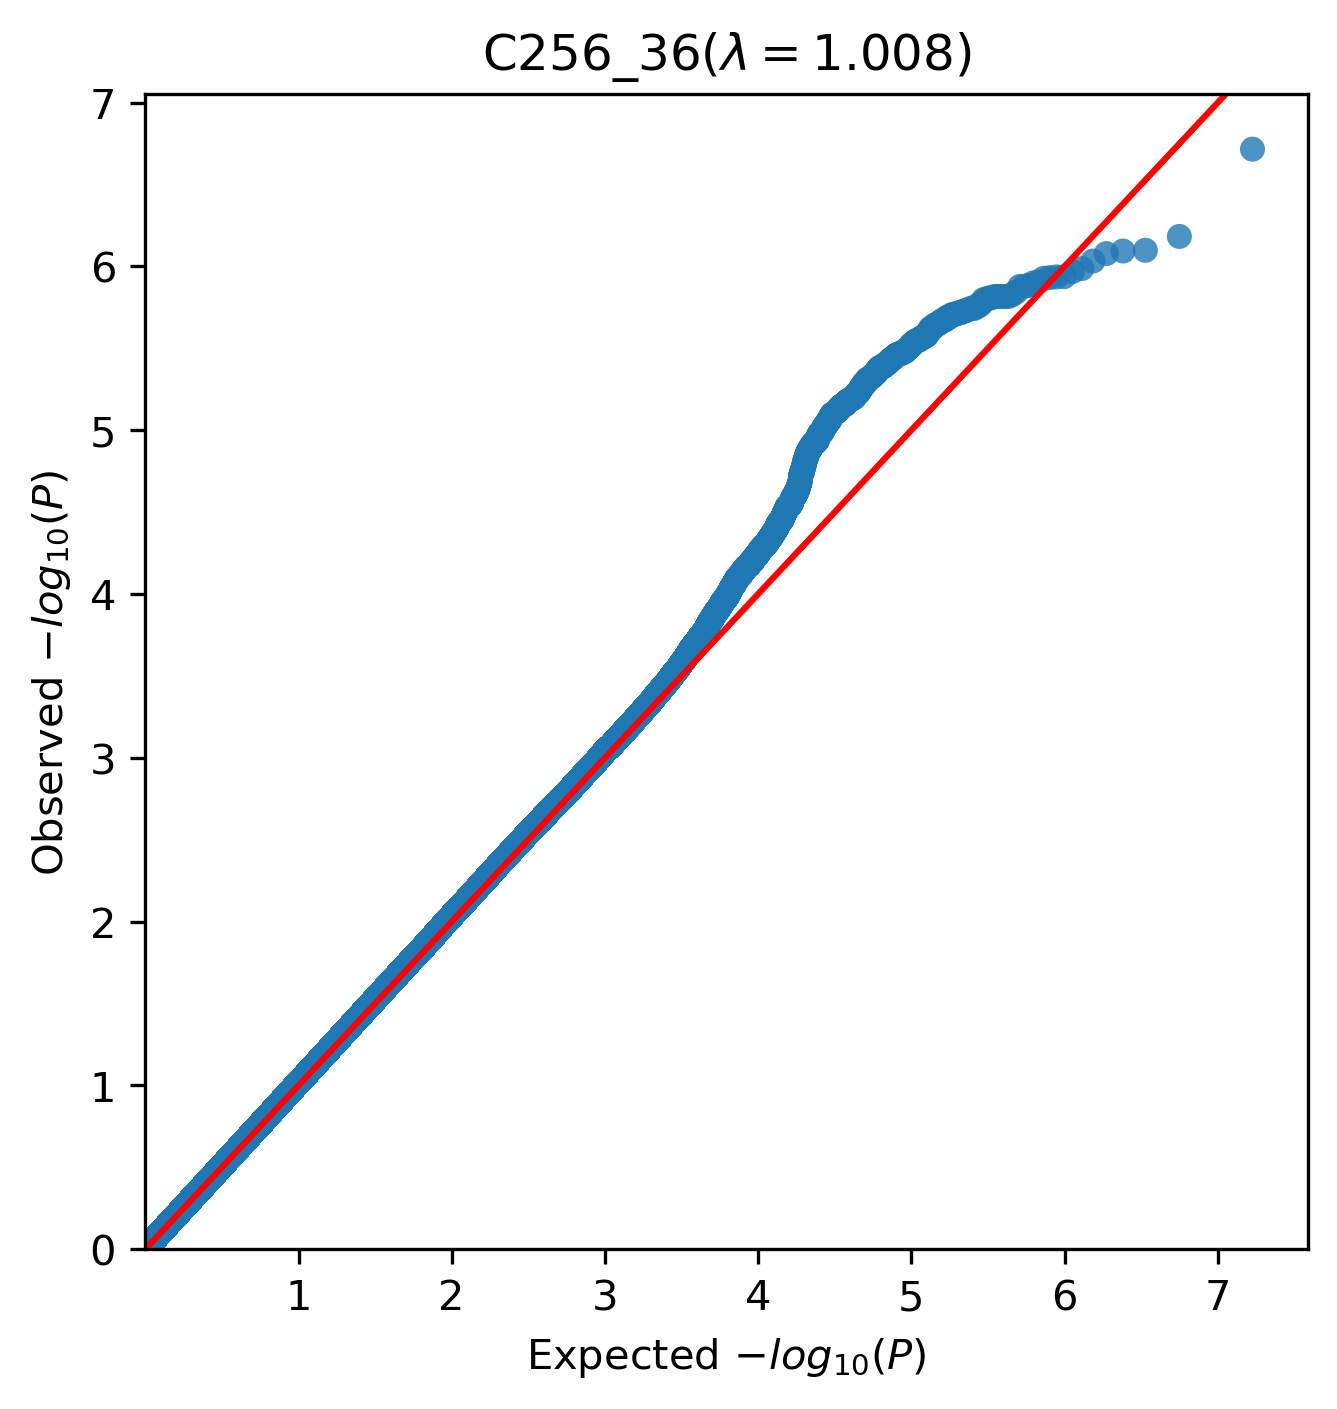 C256_36(λ = 1.008)
7
6
5
4
3
2
1
0
Observed −log₁₀(P)
1 2 3 4 5 6 7
Expected −log₁₀(P)